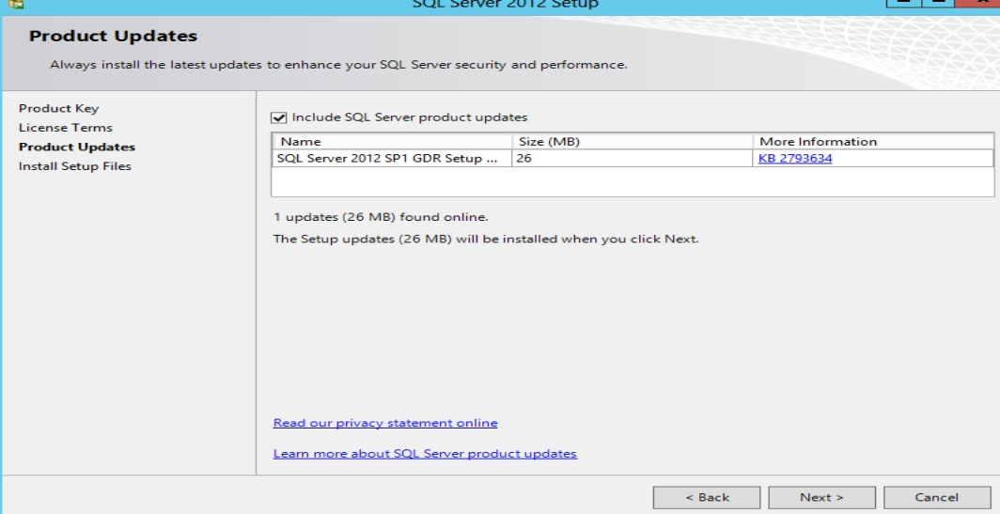 SQL Server 2012 Setup
Product Updates
Always install the latest updates to enhance your SQL Server security and performance.
Product Key
License Terms
Product Updates
Install Setup Files
Include SQL Server product updates
Name Size (MB) More Information
SQL Server 2012 SP1 GDR Setup ... 26 KB 2793634
1 updates (26 MB) found online.
The Setup updates (26 MB) will be installed when you click Next.
Read our privacy statement online
Learn more about SQL Server product updates
< Back Next > Cancel